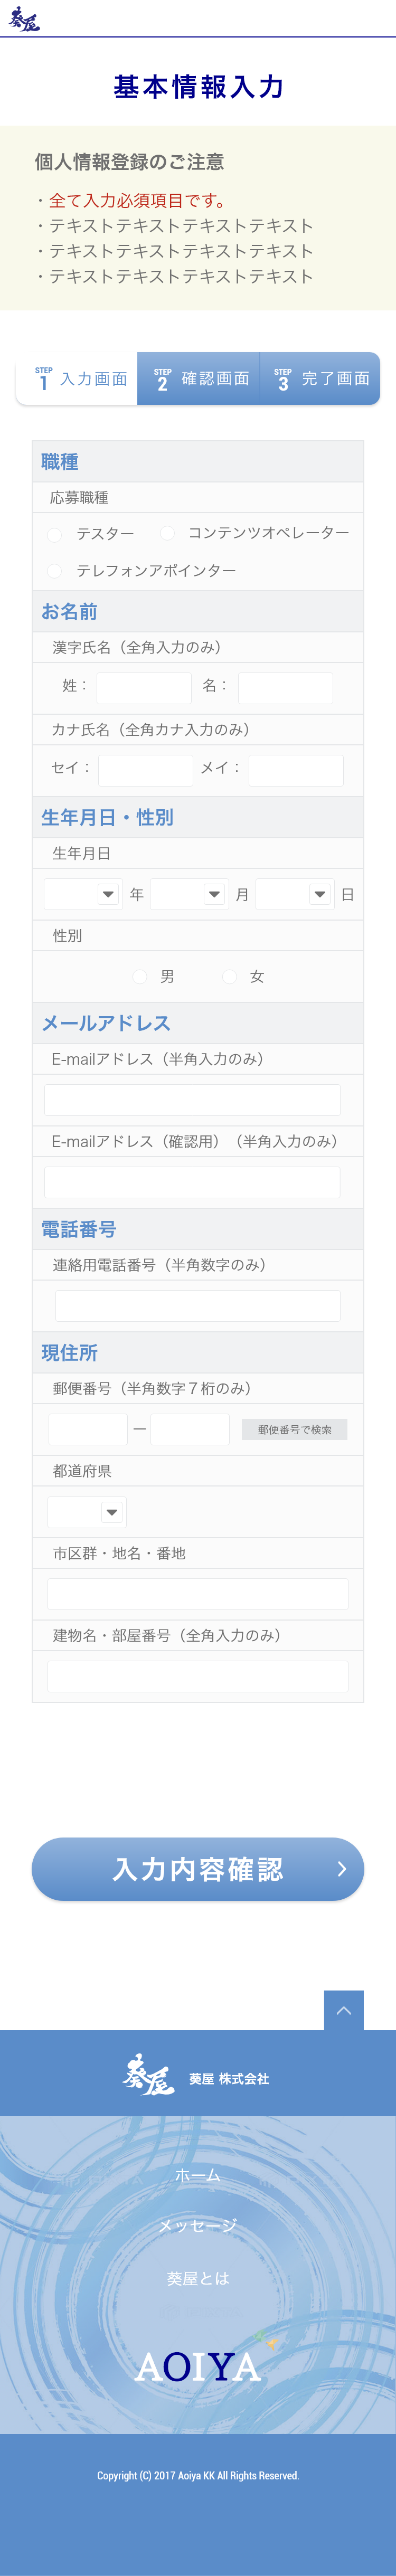 葵屋
基本情報入力
個人情報登録のご注意
・全て入力必須項目です。
・テキストテキストテキストテキスト
・テキストテキストテキストテキスト
・テキストテキストテキストテキスト
STEP 1 入力画面 STEP 2 確認画面 STEP 3 完了画面
職種
応募職種
テスター コンテンツオペレーター
テレフォンアポインター
お名前
漢字氏名（全角入力のみ）
姓： 名：
カナ氏名（全角カナ入力のみ）
セイ： メイ：
生年月日・性別
生年月日
年 月 日
性別
男 女
メールアドレス
E-mailアドレス（半角入力のみ）
E-mailアドレス（確認用）（半角入力のみ）
電話番号
連絡用電話番号（半角数字のみ）
現住所
郵便番号（半角数字７桁のみ）
― 郵便番号で検索
都道府県
市区群・地名・番地
建物名・部屋番号（全角入力のみ）
入力内容確認
葵屋 葵屋 株式会社
ホーム
メッセージ
葵屋とは
AOIYA
Copyright (C) 2017 Aoiya KK All Rights Reserved.